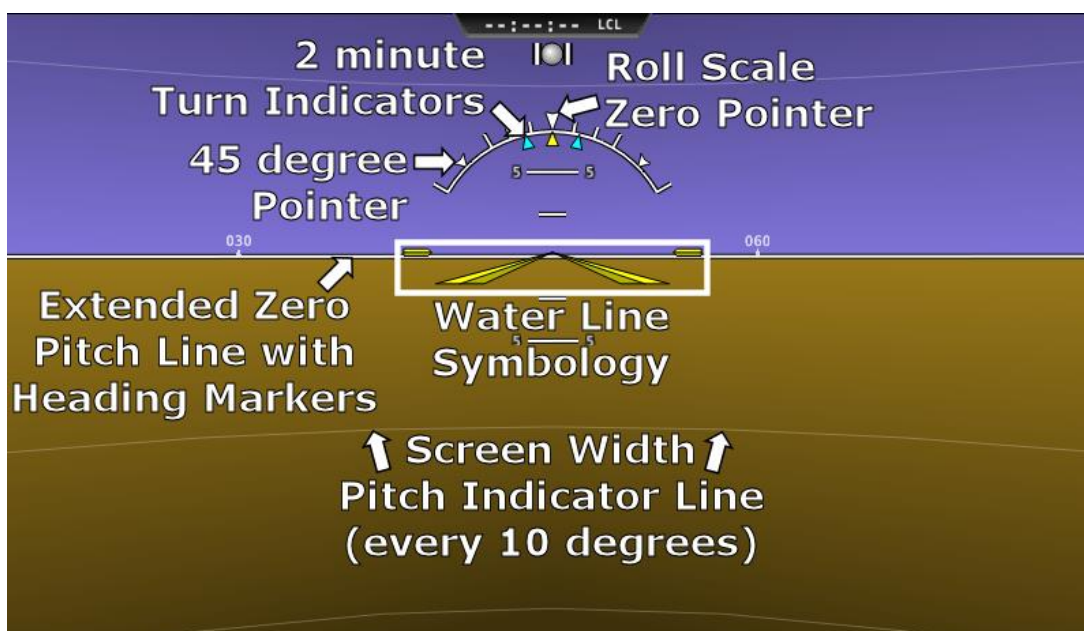 --:--:-- LCL
2 minute
Turn Indicators
Roll Scale
Zero Pointer
45 degree
Pointer
5 5
030
060
Extended Zero
Pitch Line with
Heading Markers
Water Line
5 5
Symbology
Screen Width
Pitch Indicator Line
(every 10 degrees)